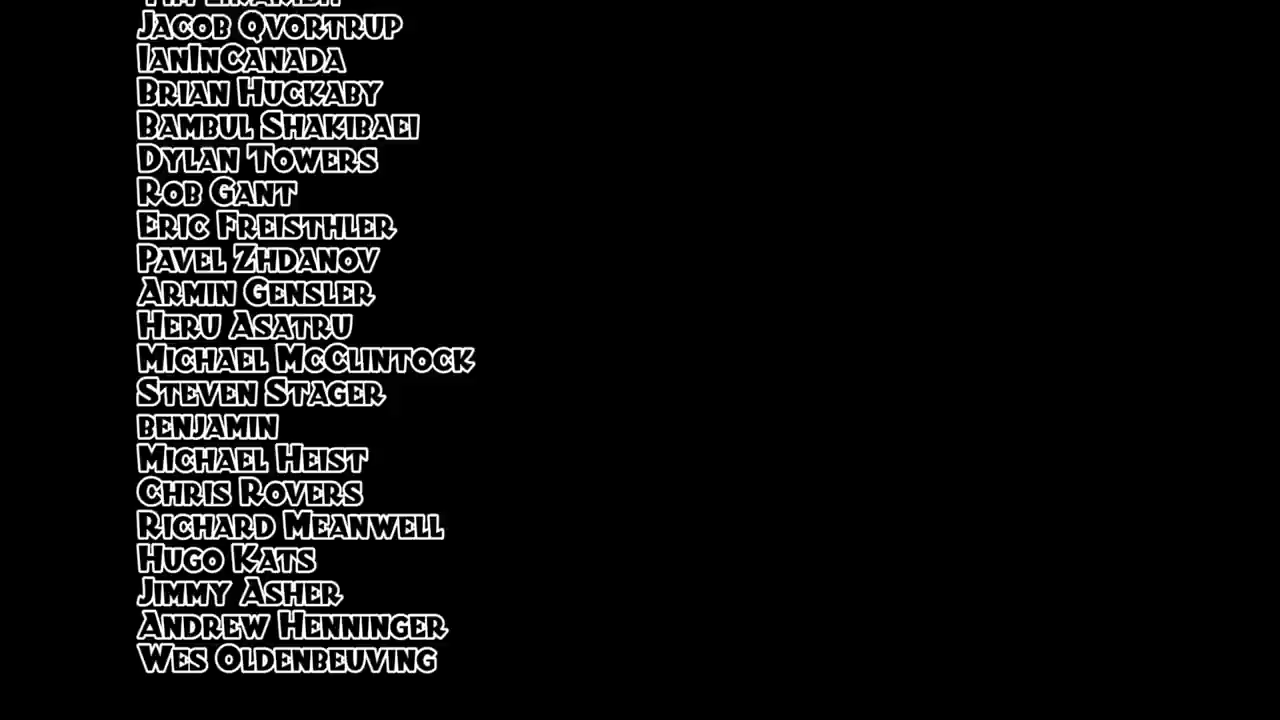 Jacob Qvortrup
IanInCanada
Brian Huckaby
Bambul Shakibaei
Dylan Towers
Rob Gant
Eric Freisthler
Pavel Zhdanov
Armin Gensler
Heru Asatru
Michael McClintock
Steven Stager
benjamin
Michael Heist
Chris Rovers
Richard Meanwell
Hugo Kats
Jimmy Asher
Andrew Henninger
Wes Oldenbeuving